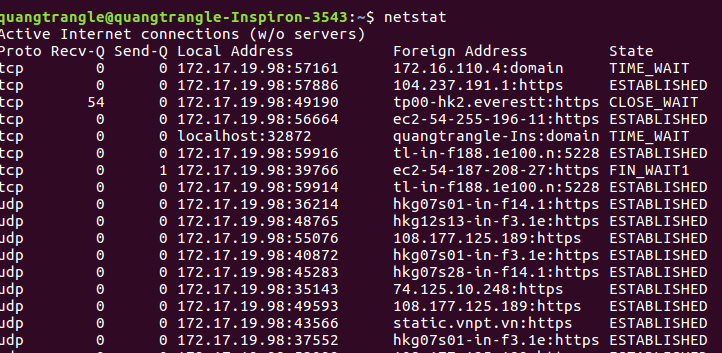 quangtrangle@quangtrangle-Inspiron-3543:~$ netstat
Active Internet connections (w/o servers)
Proto Recv-Q Send-Q Local Address           Foreign Address         State
tcp        0      0 172.17.19.98:57161      172.16.110.4:domain     TIME_WAIT
tcp        0      0 172.17.19.98:57886      104.237.191.1:https     ESTABLISHED
tcp       54      0 172.17.19.98:49190      tp00-hk2.everestt:https CLOSE_WAIT
tcp        0      0 172.17.19.98:56664      ec2-54-255-196-11:https ESTABLISHED
tcp        0      0 localhost:32872         quangtrangle-Ins:domain TIME_WAIT
tcp        0      0 172.17.19.98:59916      tl-in-f188.1e100.n:5228 ESTABLISHED
tcp        0      1 172.17.19.98:39766      ec2-54-187-208-27:https FIN_WAIT1
tcp        0      0 172.17.19.98:59914      tl-in-f188.1e100.n:5228 ESTABLISHED
udp        0      0 172.17.19.98:36214      hkg07s01-in-f14.1:https ESTABLISHED
udp        0      0 172.17.19.98:48765      hkg12s13-in-f3.1e:https ESTABLISHED
udp        0      0 172.17.19.98:55076      108.177.125.189:https   ESTABLISHED
udp        0      0 172.17.19.98:40872      hkg07s01-in-f3.1e:https ESTABLISHED
udp        0      0 172.17.19.98:45283      hkg07s28-in-f14.1:https ESTABLISHED
udp        0      0 172.17.19.98:35143      74.125.10.248:https     ESTABLISHED
udp        0      0 172.17.19.98:49593      108.177.125.189:https   ESTABLISHED
udp        0      0 172.17.19.98:43566      static.vnpt.vn:https    ESTABLISHED
udp        0      0 172.17.19.98:37552      hkg07s01-in-f3.1e:https ESTABLISHED